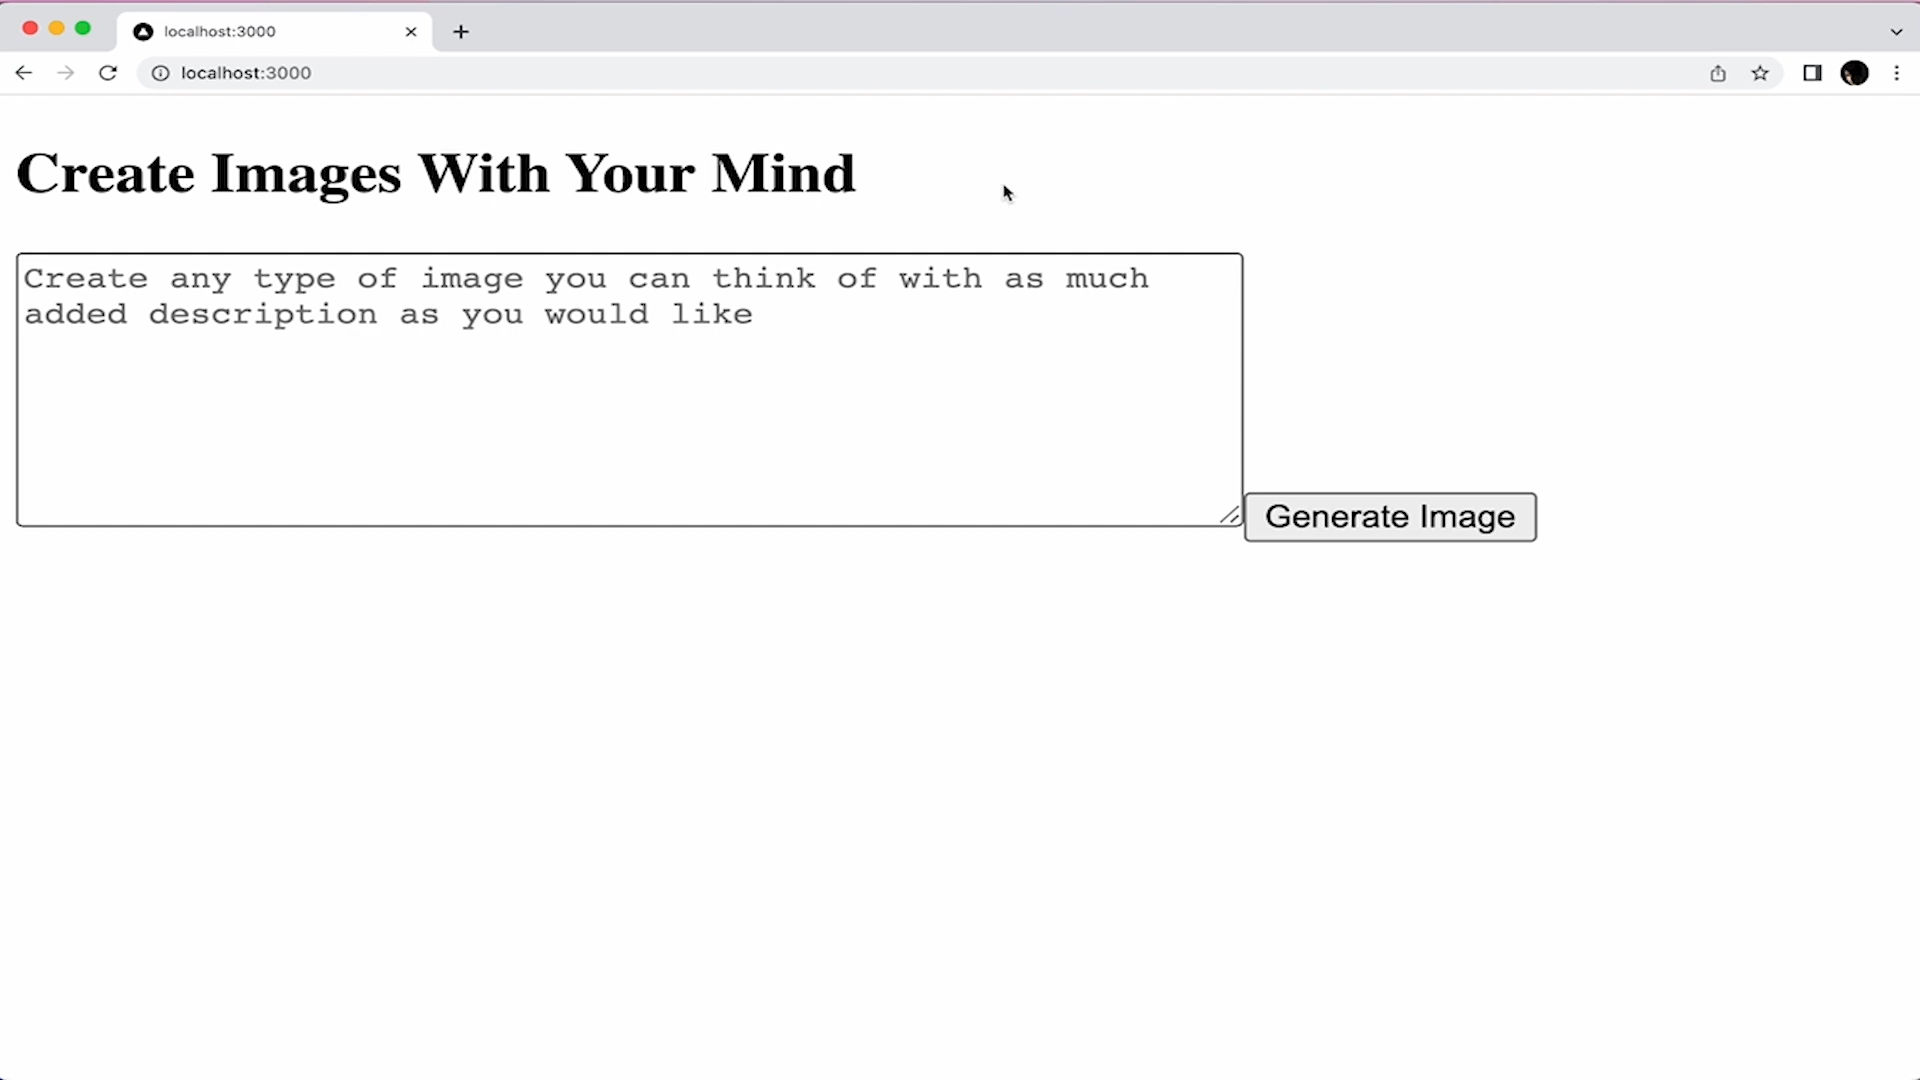 localhost:3000
localhost:3000
Create Images With Your Mind
Create any type of image you can think of with as much
added description as you would like
Generate Image